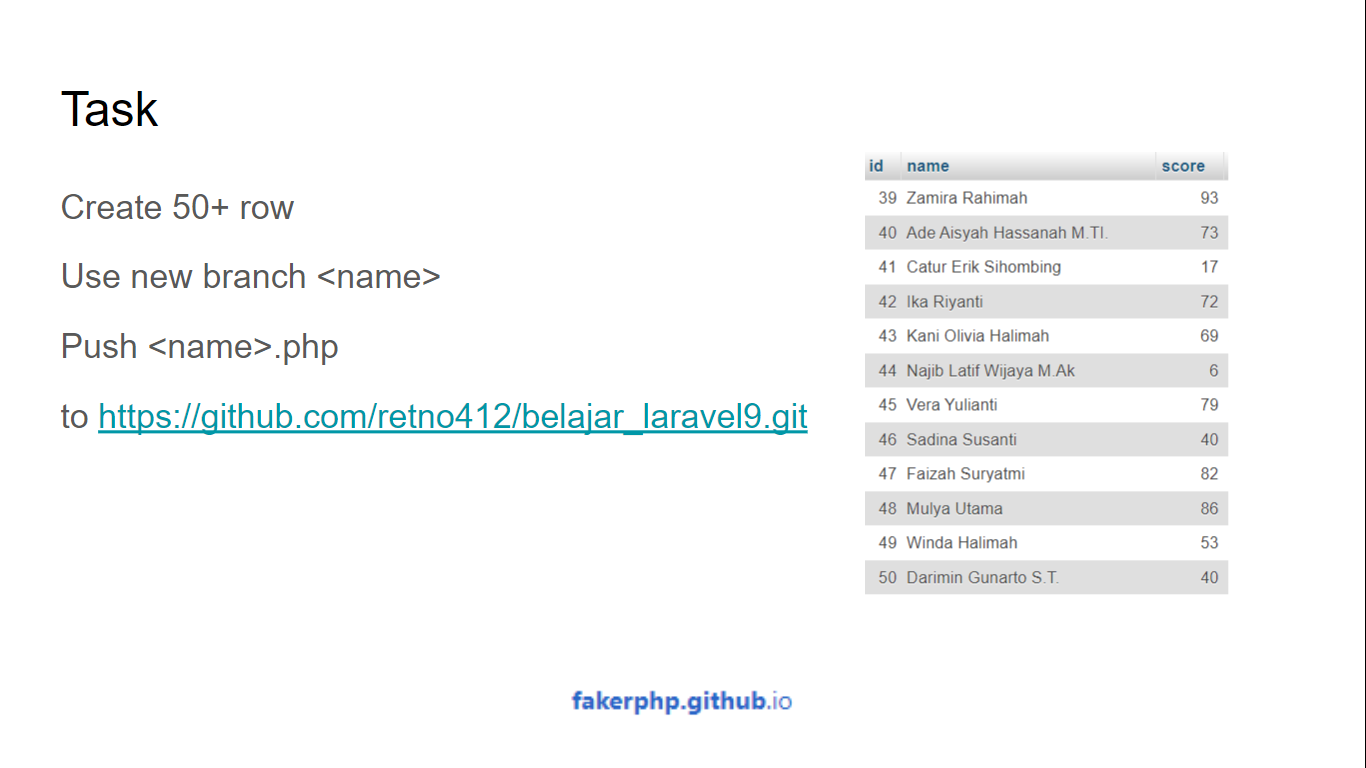 Task
Create 50+ row
Use new branch <name>
Push <name>.php
to https://github.com/retno412/belajar_laravel9.git
id name score
39 Zamira Rahimah 93
40 Ade Aisyah Hassanah M.TI. 73
41 Catur Erik Sihombing 17
42 Ika Riyanti 72
43 Kani Olivia Halimah 69
44 Najib Latif Wijaya M.Ak 6
45 Vera Yulianti 79
46 Sadina Susanti 40
47 Faizah Suryatmi 82
48 Mulya Utama 86
49 Winda Halimah 53
50 Darimin Gunarto S.T. 40
fakerphp.github.io